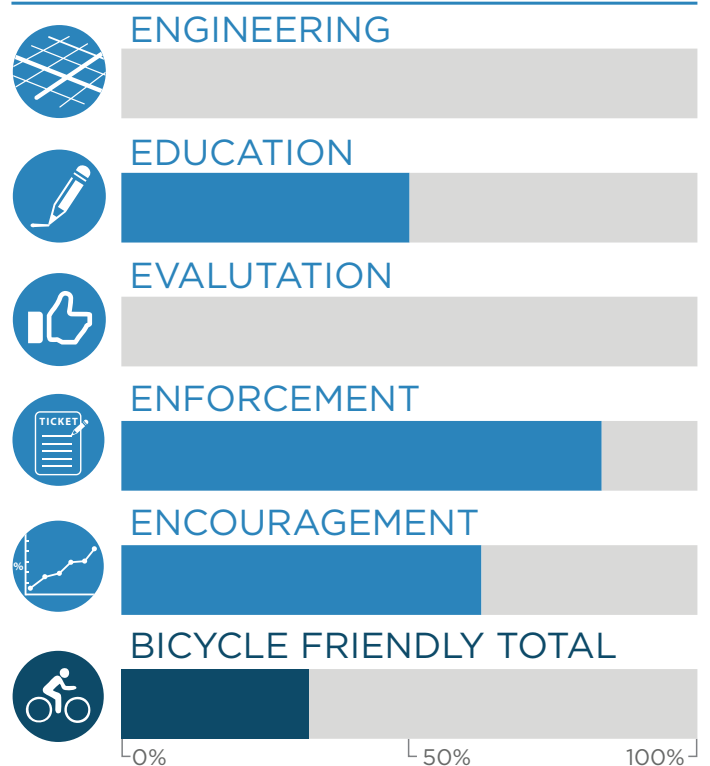 ENGINEERING
EDUCATION
EVALUTATION
ENFORCEMENT
TICKET
ENCOURAGEMENT
%
BICYCLE FRIENDLY TOTAL
0% 50% 100%